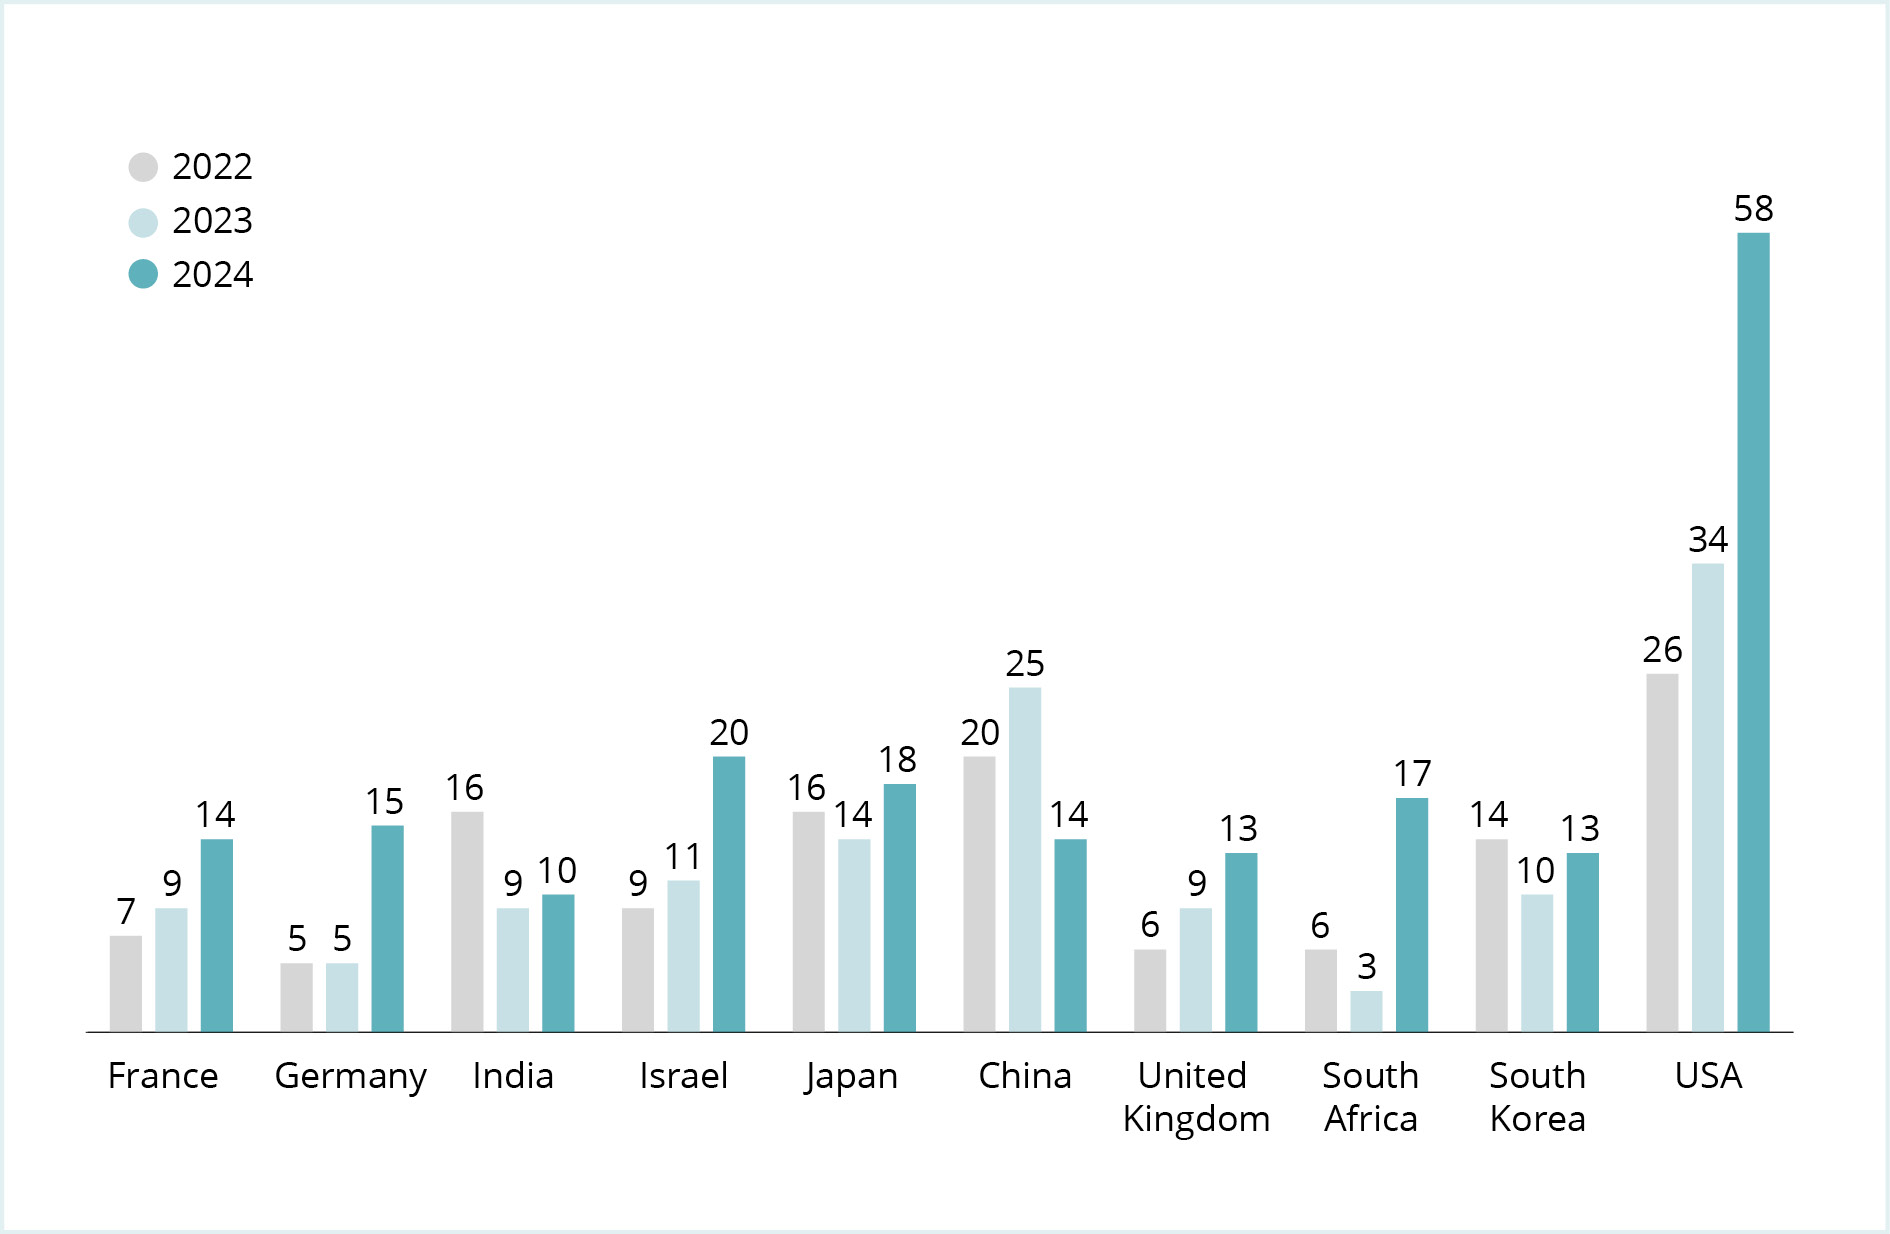 2022
2023
2024
7
9
14
5
5
15
16
9
10
9
11
20
16
14
18
20
25
14
6
9
13
6
3
17
14
10
13
26
34
58
France
Germany
India
Israel
Japan
China
United
Kingdom
South
Africa
South
Korea
USA